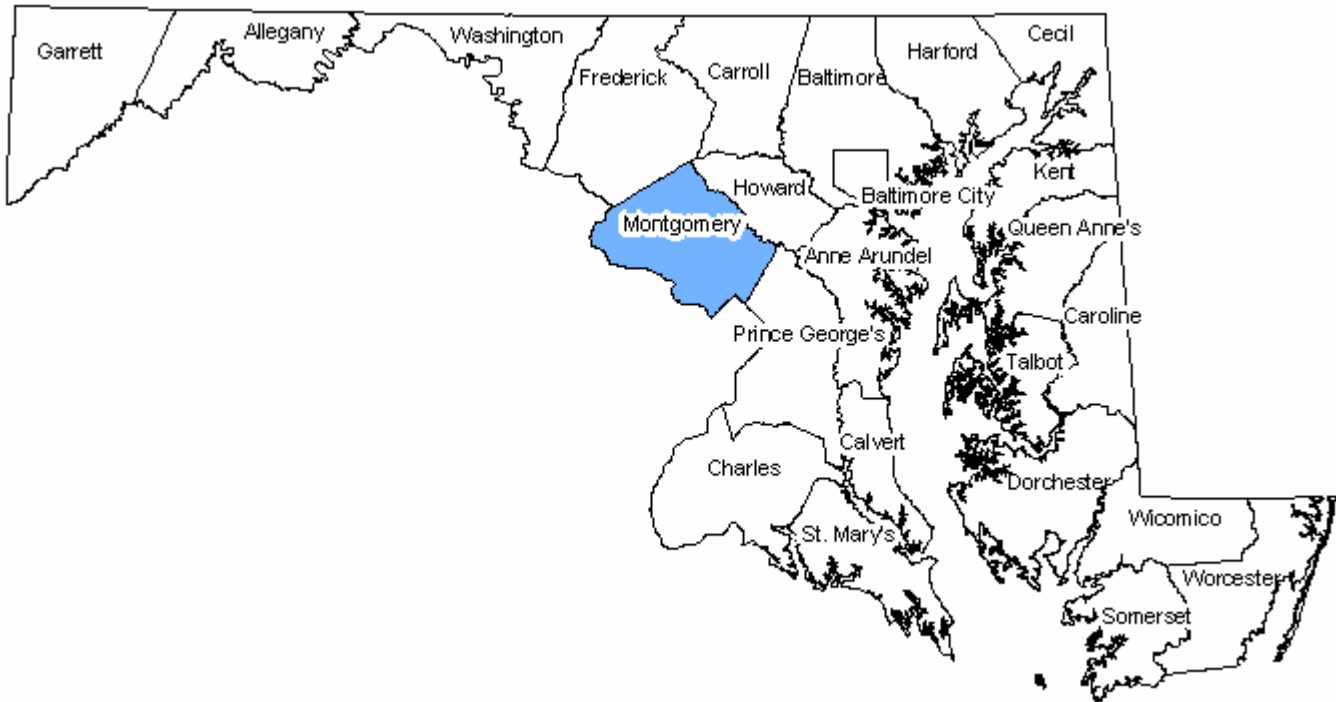 Garrett
Allegany
Washington
Frederick
Carroll
Baltimore
Harford
Cecil
Howard
Baltimore City
Kent
Montgomery
Queen Anne's
Anne Arundel
Caroline
Prince George's
Talbot
Calvert
Charles
Dorchester
St. Mary's
Wicomico
Worcester
Somerset